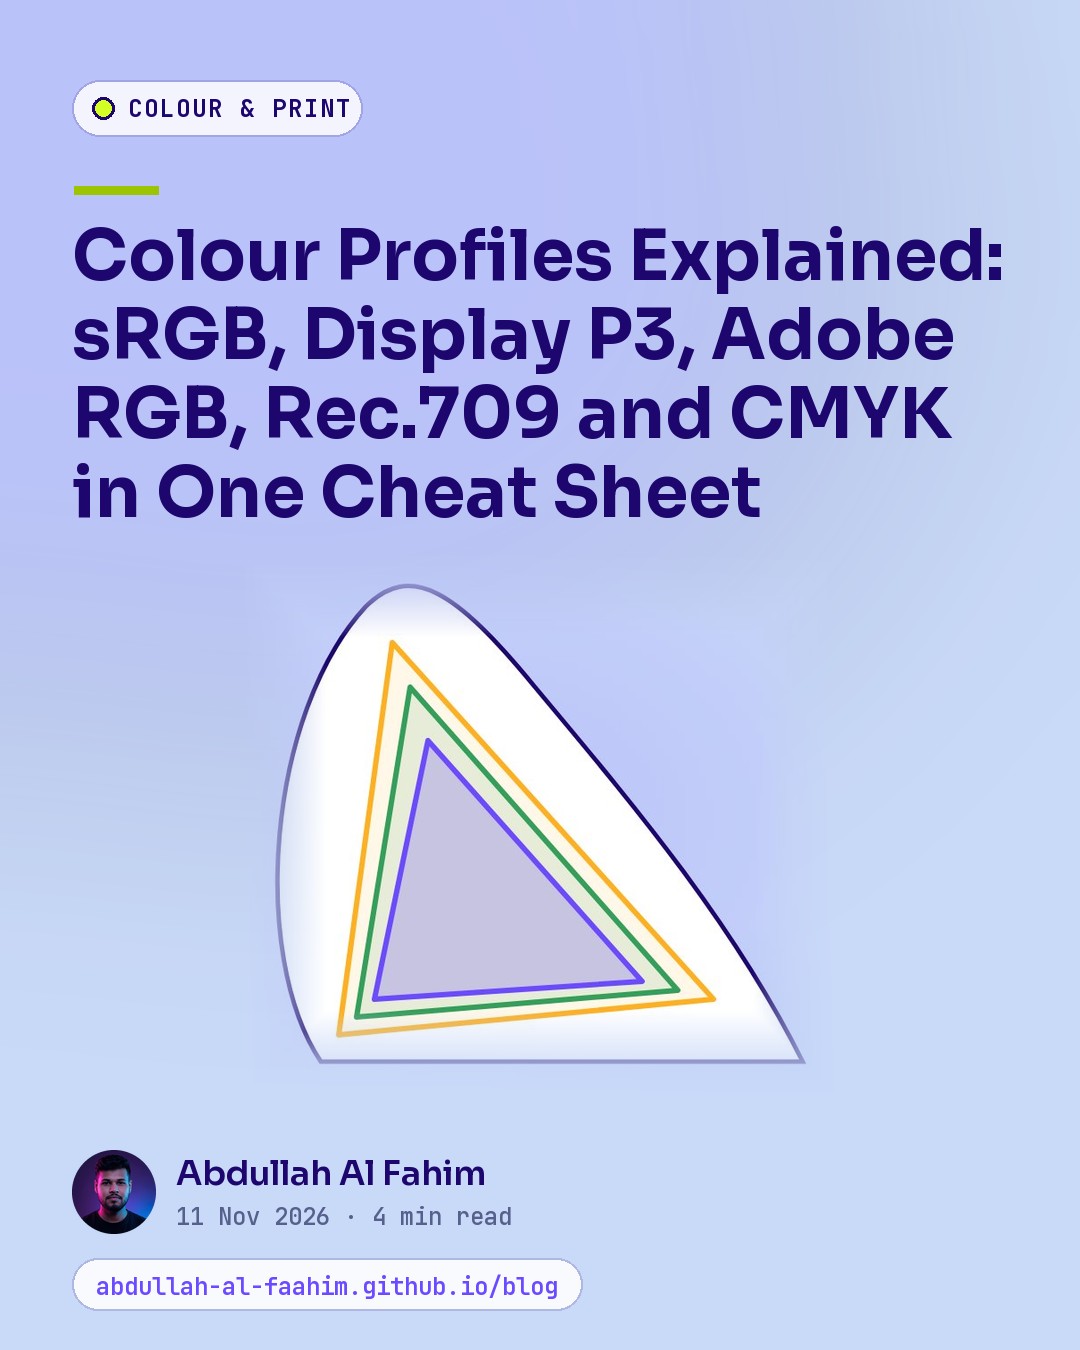 COLOUR & PRINT
Colour Profiles Explained:
sRGB, Display P3, Adobe
RGB, Rec.709 and CMYK
in One Cheat Sheet
Abdullah Al Fahim
11 Nov 2026 · 4 min read
abdullah-al-faahim.github.io/blog